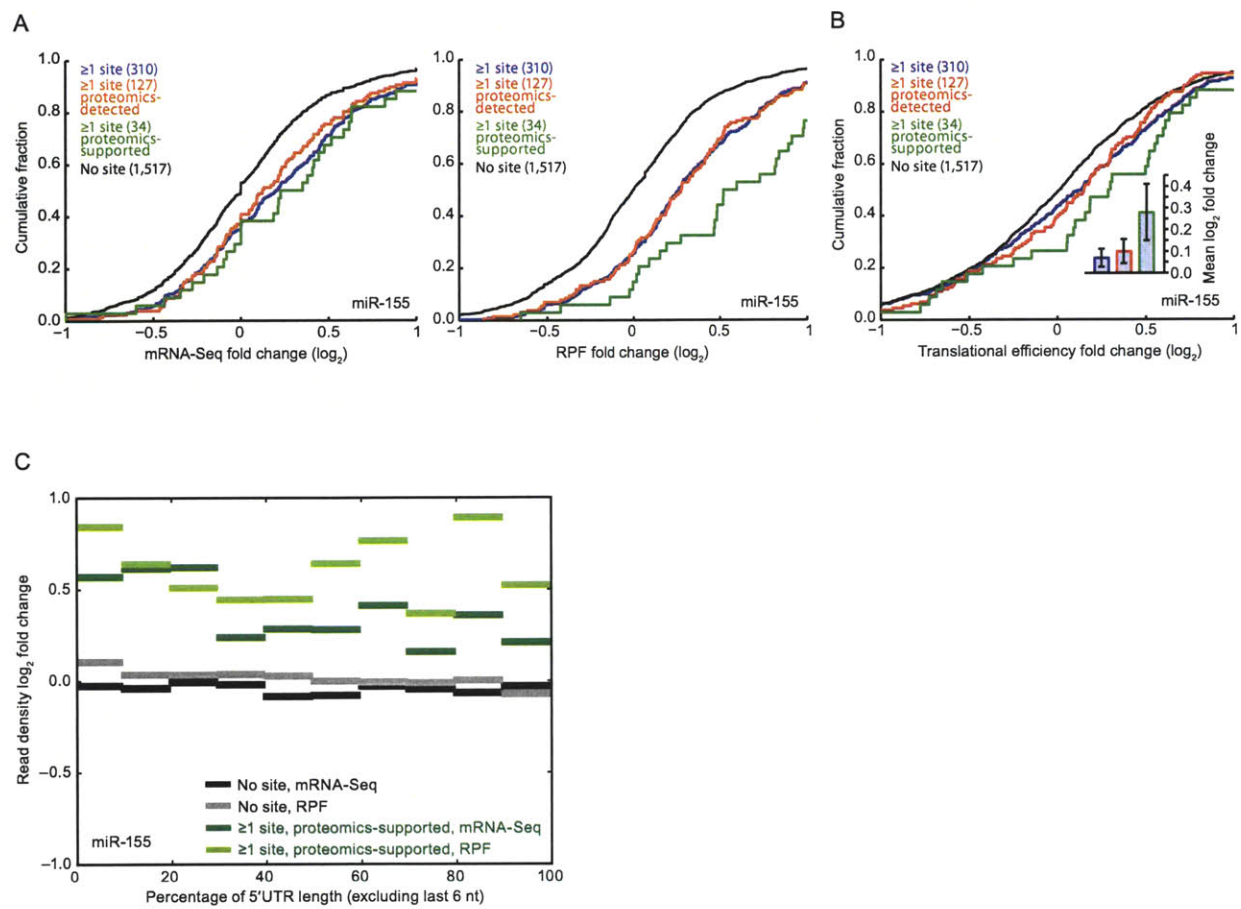 A
1.0
0.8
0.6
0.4
0.2
0.0
Cumulative fraction
≥1 site (310)
≥1 site (127)
proteomics-
detected
≥1 site (34)
proteomics-
supported
No site (1,517)
miR-155
−1
−0.5
0
0.5
1
mRNA-Seq fold change (log2)
1.0
0.8
0.6
0.4
0.2
0.0
≥1 site (310)
≥1 site (127)
proteomics-
detected
≥1 site (34)
proteomics-
supported
No site (1,517)
miR-155
−1
−0.5
0
0.5
1
RPF fold change (log2)
B
1.0
0.8
0.6
0.4
0.2
0.0
Cumulative fraction
≥1 site (310)
≥1 site (127)
proteomics-
detected
≥1 site (34)
proteomics-
supported
No site (1,517)
0.4
0.3
0.2
0.1
0.0
Mean log2 fold change
miR-155
−1
−0.5
0
0.5
1
Translational efficiency fold change (log2)
C
1.0
0.5
0.0
−0.5
−1.0
Read density log2 fold change
No site, mRNA-Seq
No site, RPF
≥1 site, proteomics-supported, mRNA-Seq
≥1 site, proteomics-supported, RPF
miR-155
0
20
40
60
80
100
Percentage of 5′UTR length (excluding last 6 nt)